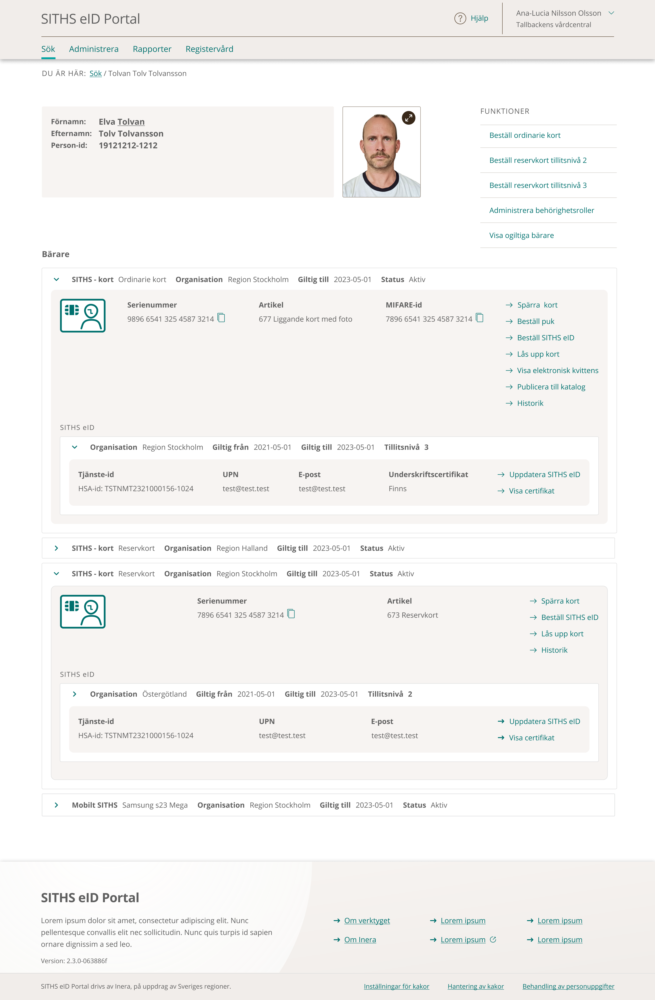 SITHS eID Portal
Hjälp
Ana-Lucia Nilsson Olsson
Tallbackens vårdcentral
Sök Administrera Rapporter Registervård
DU ÄR HÄR: Sök / Tolvan Tolv Tolvansson
Förnamn: Elva Tolvan
Efternamn: Tolv Tolvansson
Person-id: 19121212-1212
FUNKTIONER
Beställ ordinarie kort
Beställ reservkort tillitsnivå 2
Beställ reservkort tillitsnivå 3
Administrera behörighetsroller
Visa ogiltiga bärare
Bärare
SITHS - kort Ordinarie kort Organisation Region Stockholm Giltig till 2023-05-01 Status Aktiv
Serienummer Artikel MIFARE-id
9896 6541 325 4587 3214 677 Liggande kort med foto 7896 6541 325 4587 3214
Spärra kort
Beställ puk
Beställ SITHS eID
Lås upp kort
Visa elektronisk kvittens
Publicera till katalog
Historik
SITHS eID
Organisation Region Stockholm Giltig från 2021-05-01 Giltig till 2023-05-01 Tillitsnivå 3
Tjänste-id UPN E-post Underskriftscertifikat
HSA-id: TSTNMT2321000156-1024 test@test.test test@test.test Finns
Uppdatera SITHS eID
Visa certifikat
SITHS - kort Reservkort Organisation Region Halland Giltig till 2023-05-01 Status Aktiv
SITHS - kort Reservkort Organisation Region Stockholm Giltig till 2023-05-01 Status Aktiv
Serienummer Artikel
7896 6541 325 4587 3214 673 Reservkort
Spärra kort
Beställ SITHS eID
Lås upp kort
Historik
SITHS eID
Organisation Östergötland Giltig från 2021-05-01 Giltig till 2023-05-01 Tillitsnivå 2
Tjänste-id UPN E-post
HSA-id: TSTNMT2321000156-1024 test@test.test test@test.test
Uppdatera SITHS eID
Visa certifikat
Mobilt SITHS Samsung s23 Mega Organisation Region Stockholm Giltig till 2023-05-01 Status Aktiv
SITHS eID Portal
Lorem ipsum dolor sit amet, consectetur adipiscing elit. Nunc
pellentesque convallis elit nec sollicitudin. Nunc quis turpis id sapien
ornare dignissim a sed leo.
Version: 2.3.0-063886f
Om verktyget Lorem ipsum Lorem ipsum
Om Inera Lorem ipsum Lorem ipsum
SITHS eID Portal drivs av Inera, på uppdrag av Sveriges regioner.
Inställningar för kakor Hantering av kakor Behandling av personuppgifter